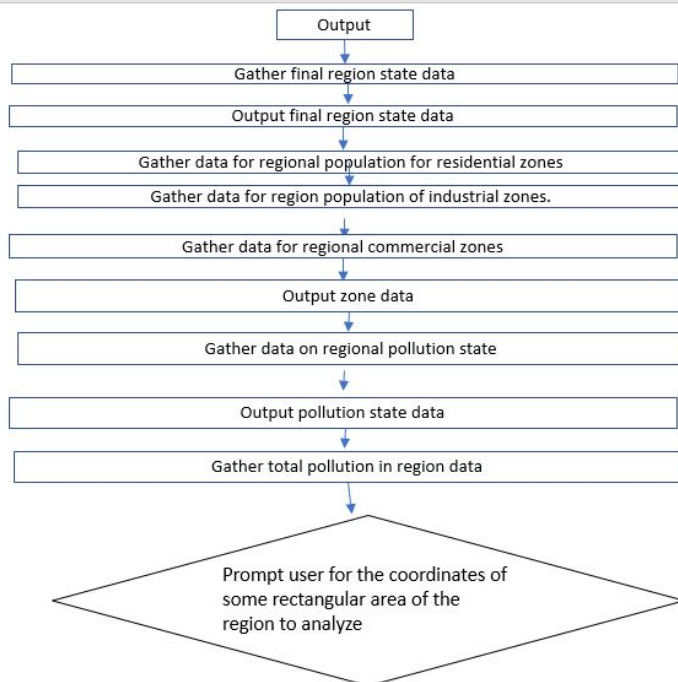 Output
Gather final region state data
Output final region state data
Gather data for regional population for residential zones
Gather data for region population of industrial zones.
Gather data for regional commercial zones
Output zone data
Gather data on regional pollution state
Output pollution state data
Gather total pollution in region data
Prompt user for the coordinates of
some rectangular area of the
region to analyze